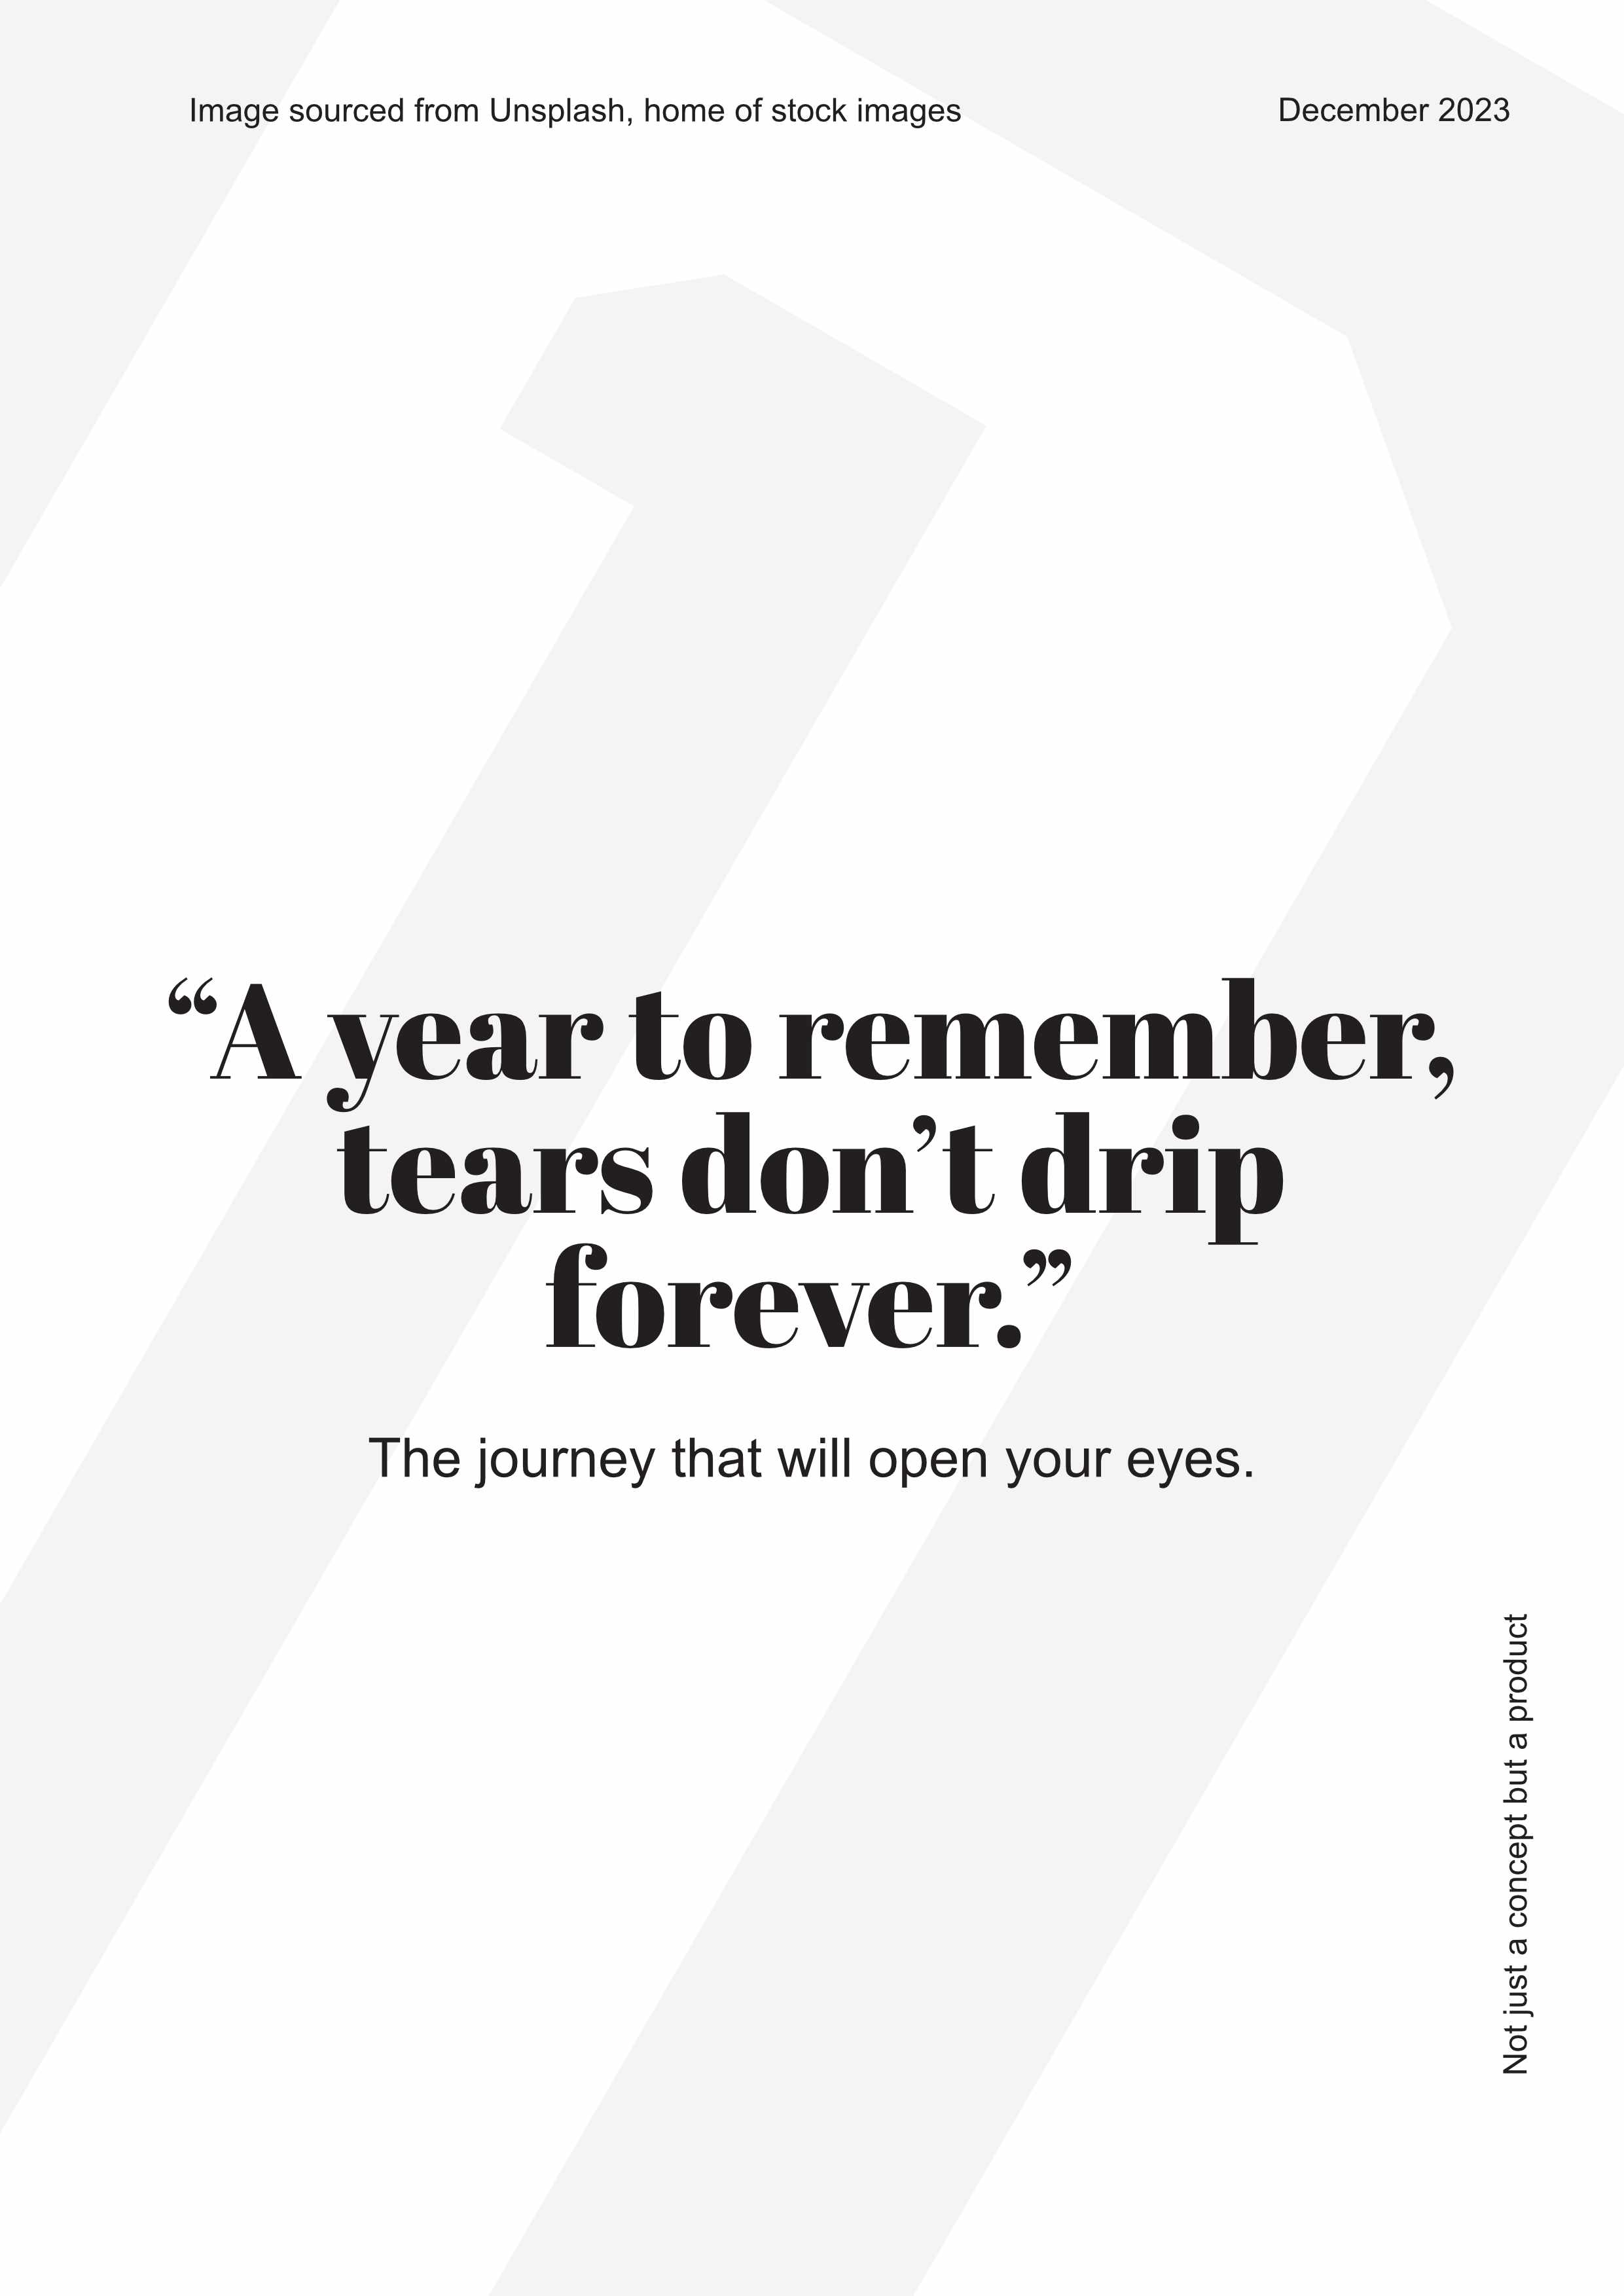 Image sourced from Unsplash, home of stock images
December 2023
“A year to remember,
tears don’t drip
forever.”
The journey that will open your eyes.
Not just a concept but a product